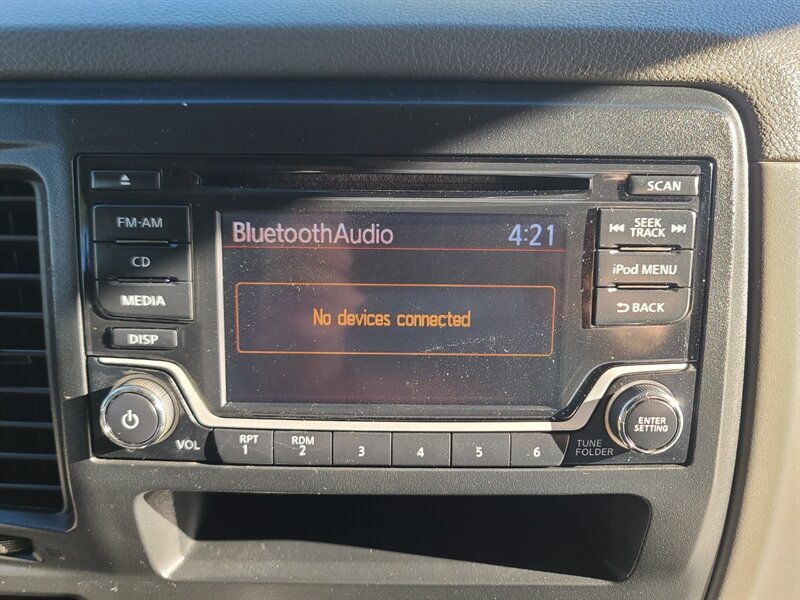 SCAN
FM·AM
SEEK
TRACK
BluetoothAudio 4:21
CD
iPod MENU
MEDIA
BACK
No devices connected
DISP
ENTER
SETTING
VOL
RPT
1
RDM
2
3
4
5
6
TUNE
FOLDER